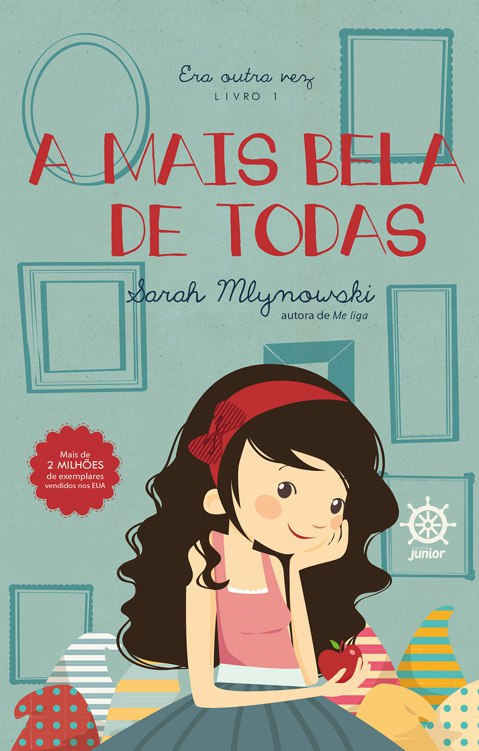 Era outra vez
LIVRO 1
A MAIS BELA
DE TODAS
Sarah Mlynowski
autora de Me liga
Mais de
2 MILHÕES
de exemplares
vendidos nos EUA
junior